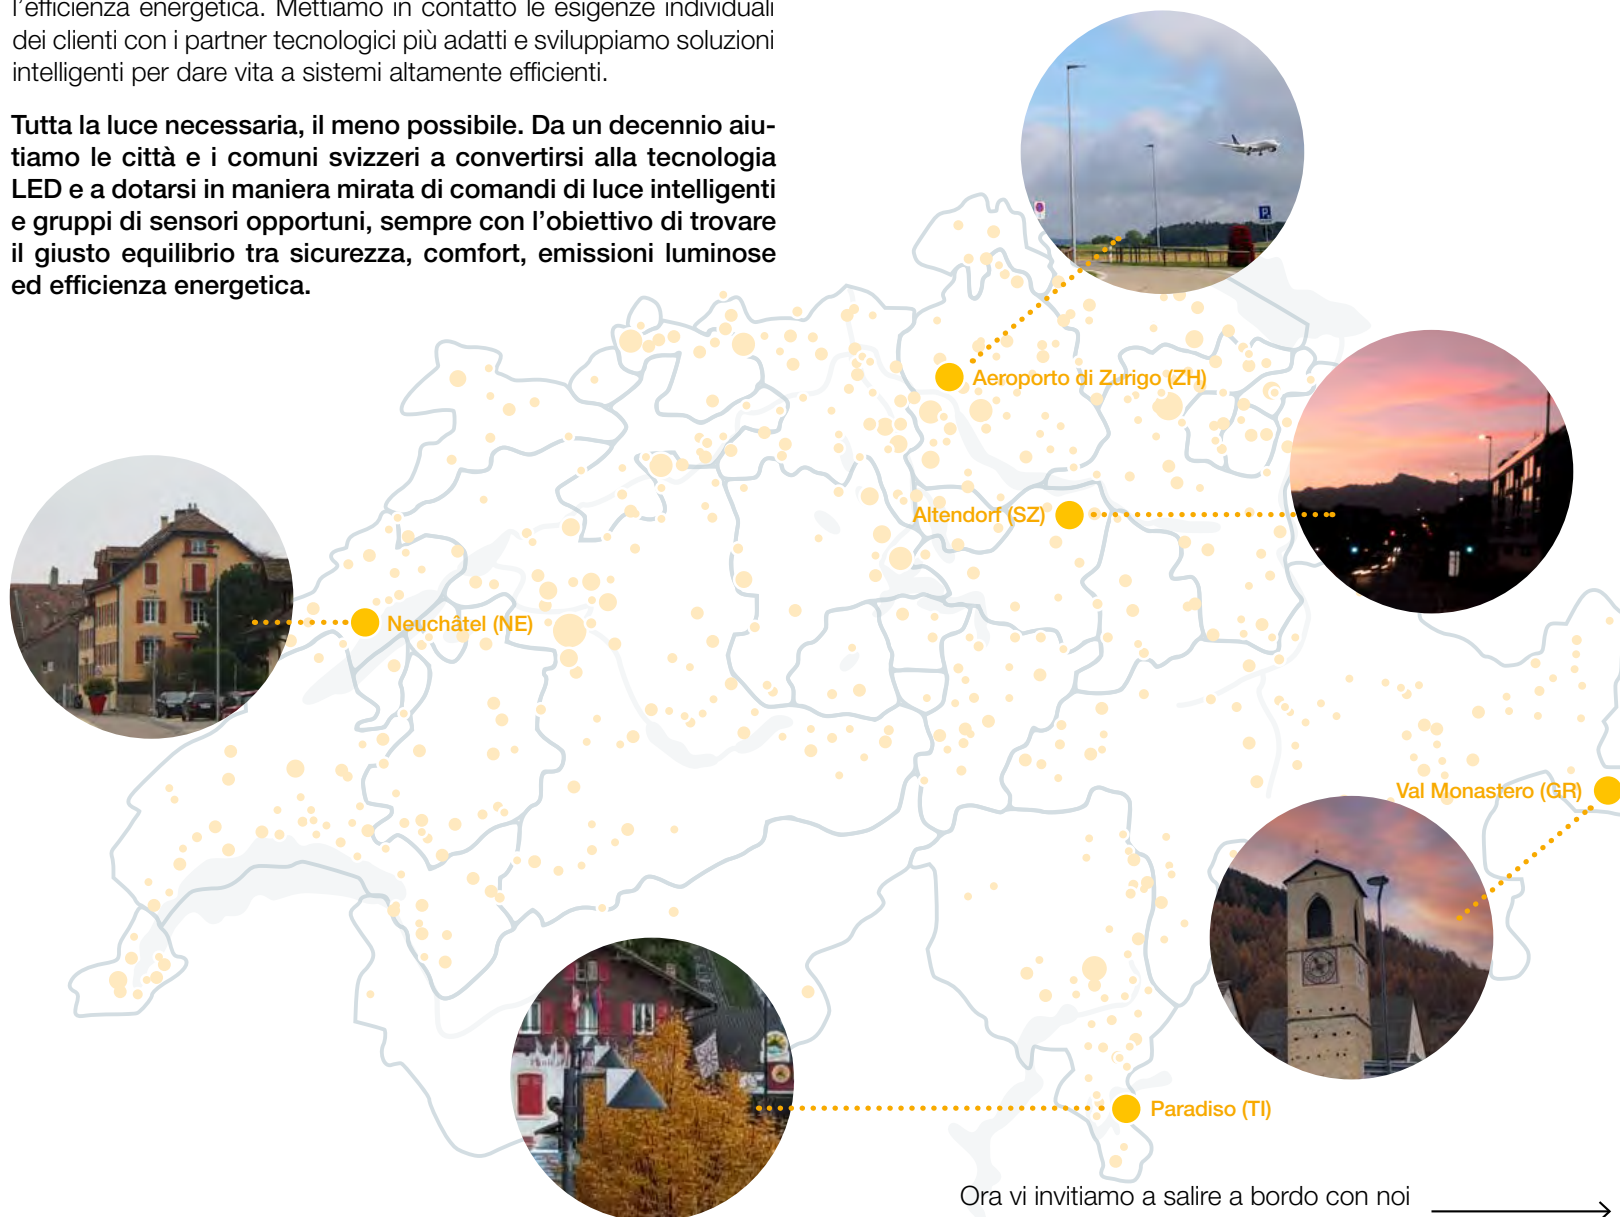 l’efficienza energetica. Mettiamo in contatto le esigenze individuali
dei clienti con i partner tecnologici più adatti e sviluppiamo soluzioni
intelligenti per dare vita a sistemi altamente efficienti.
Tutta la luce necessaria, il meno possibile. Da un decennio aiu-
tiamo le città e i comuni svizzeri a convertirsi alla tecnologia
LED e a dotarsi in maniera mirata di comandi di luce intelligenti
e gruppi di sensori opportuni, sempre con l’obiettivo di trovare
il giusto equilibrio tra sicurezza, comfort, emissioni luminose
ed efficienza energetica.
P
Aeroporto di Zurigo (ZH)
Altendorf (SZ)
Neuchâtel (NE)
Val Monastero (GR)
Paradiso (TI)
Ora vi invitiamo a salire a bordo con noi